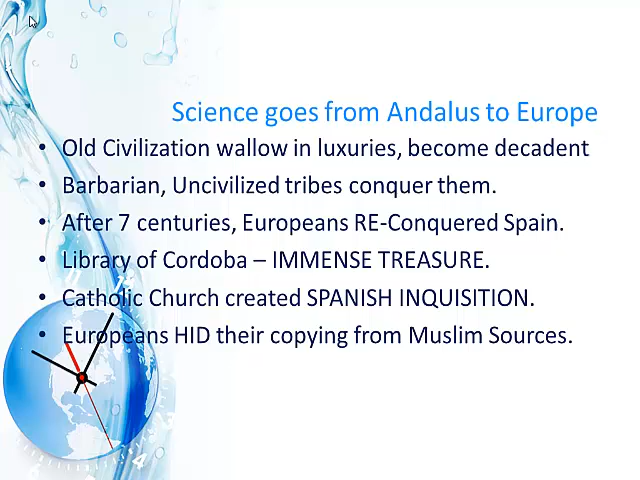 Science goes from Andalus to Europe
• Old Civilization wallow in luxuries, become decadent
• Barbarian, Uncivilized tribes conquer them.
• After 7 centuries, Europeans RE-Conquered Spain.
• Library of Cordoba – IMMENSE TREASURE.
• Catholic Church created SPANISH INQUISITION.
• Europeans HID their copying from Muslim Sources.